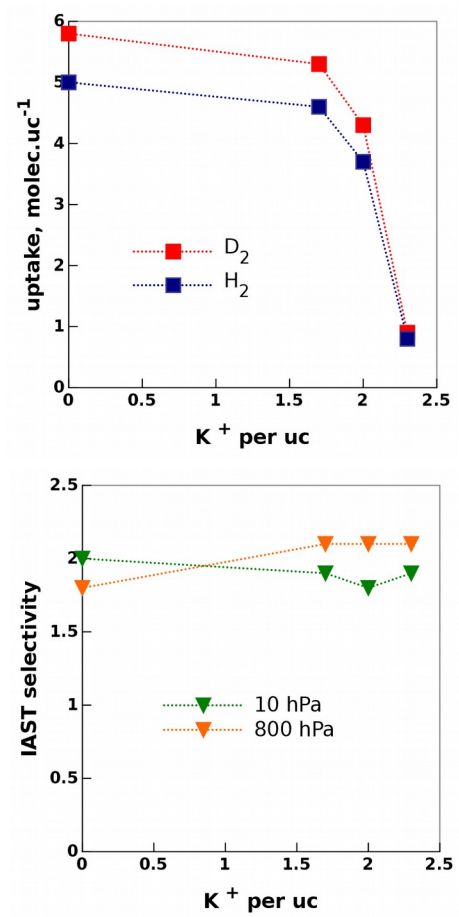 6
5
4
3
2
1
0
uptake, molec.uc⁻¹
D₂
H₂
0 0.5 1 1.5 2 2.5
K ⁺ per uc
2.5
2
1.5
1
0.5
0
IAST selectivity
10 hPa
800 hPa
0 0.5 1 1.5 2 2.5
K ⁺ per uc